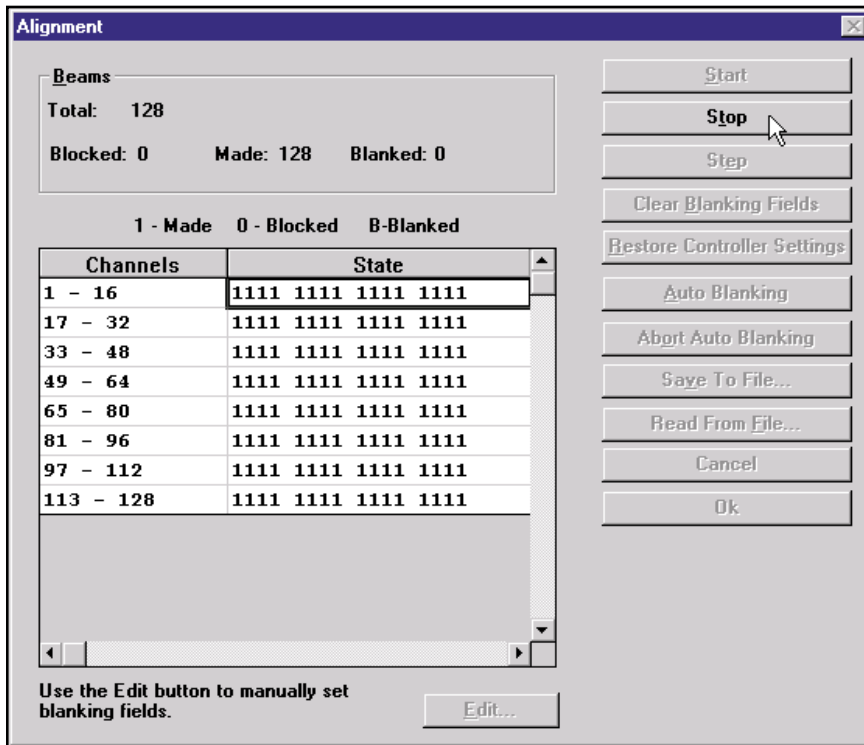 Alignment
Beams
Total: 128
Blocked: 0 Made: 128 Blanked: 0
1 - Made 0 - Blocked B-Blanked
Channels State
1 - 16 1111 1111 1111 1111
17 - 32 1111 1111 1111 1111
33 - 48 1111 1111 1111 1111
49 - 64 1111 1111 1111 1111
65 - 80 1111 1111 1111 1111
81 - 96 1111 1111 1111 1111
97 - 112 1111 1111 1111 1111
113 - 128 1111 1111 1111 1111
Use the Edit button to manually set
blanking fields.
Edit...
Start
Stop
Step
Clear Blanking Fields
Restore Controller Settings
Auto Blanking
Abort Auto Blanking
Save To File...
Read From File...
Cancel
Ok